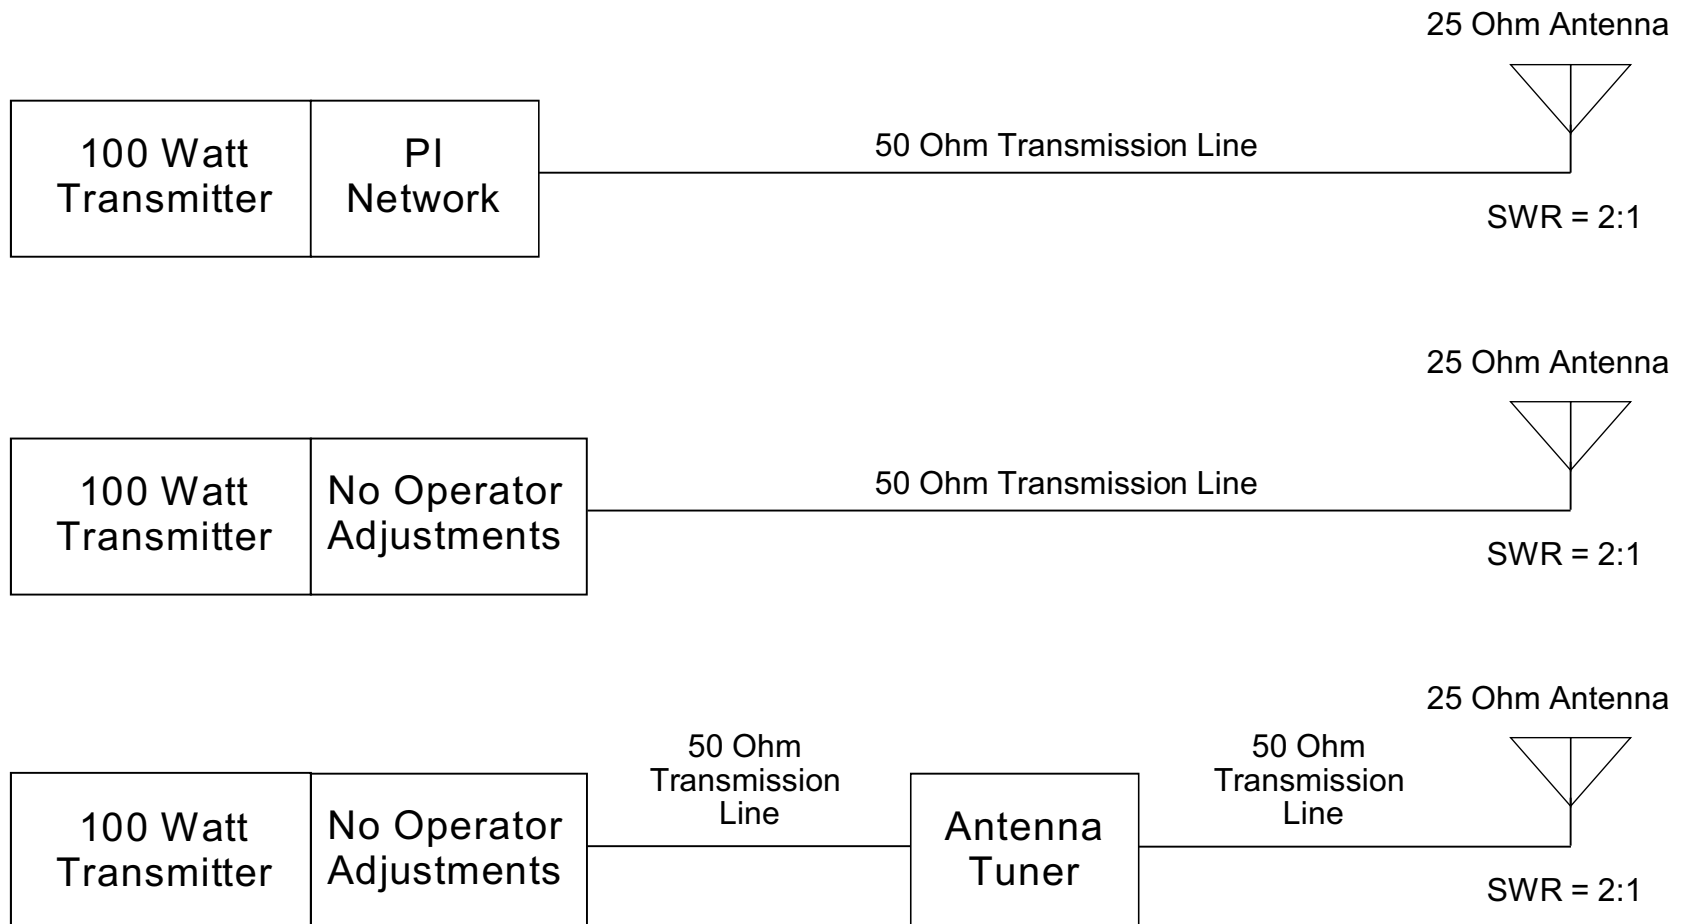 25 Ohm Antenna
100 Watt
Transmitter
PI
Network
50 Ohm Transmission Line
SWR = 2:1
25 Ohm Antenna
100 Watt
Transmitter
No Operator
Adjustments
50 Ohm Transmission Line
SWR = 2:1
25 Ohm Antenna
100 Watt
Transmitter
No Operator
Adjustments
50 Ohm
Transmission
Line
Antenna
Tuner
50 Ohm
Transmission
Line
SWR = 2:1